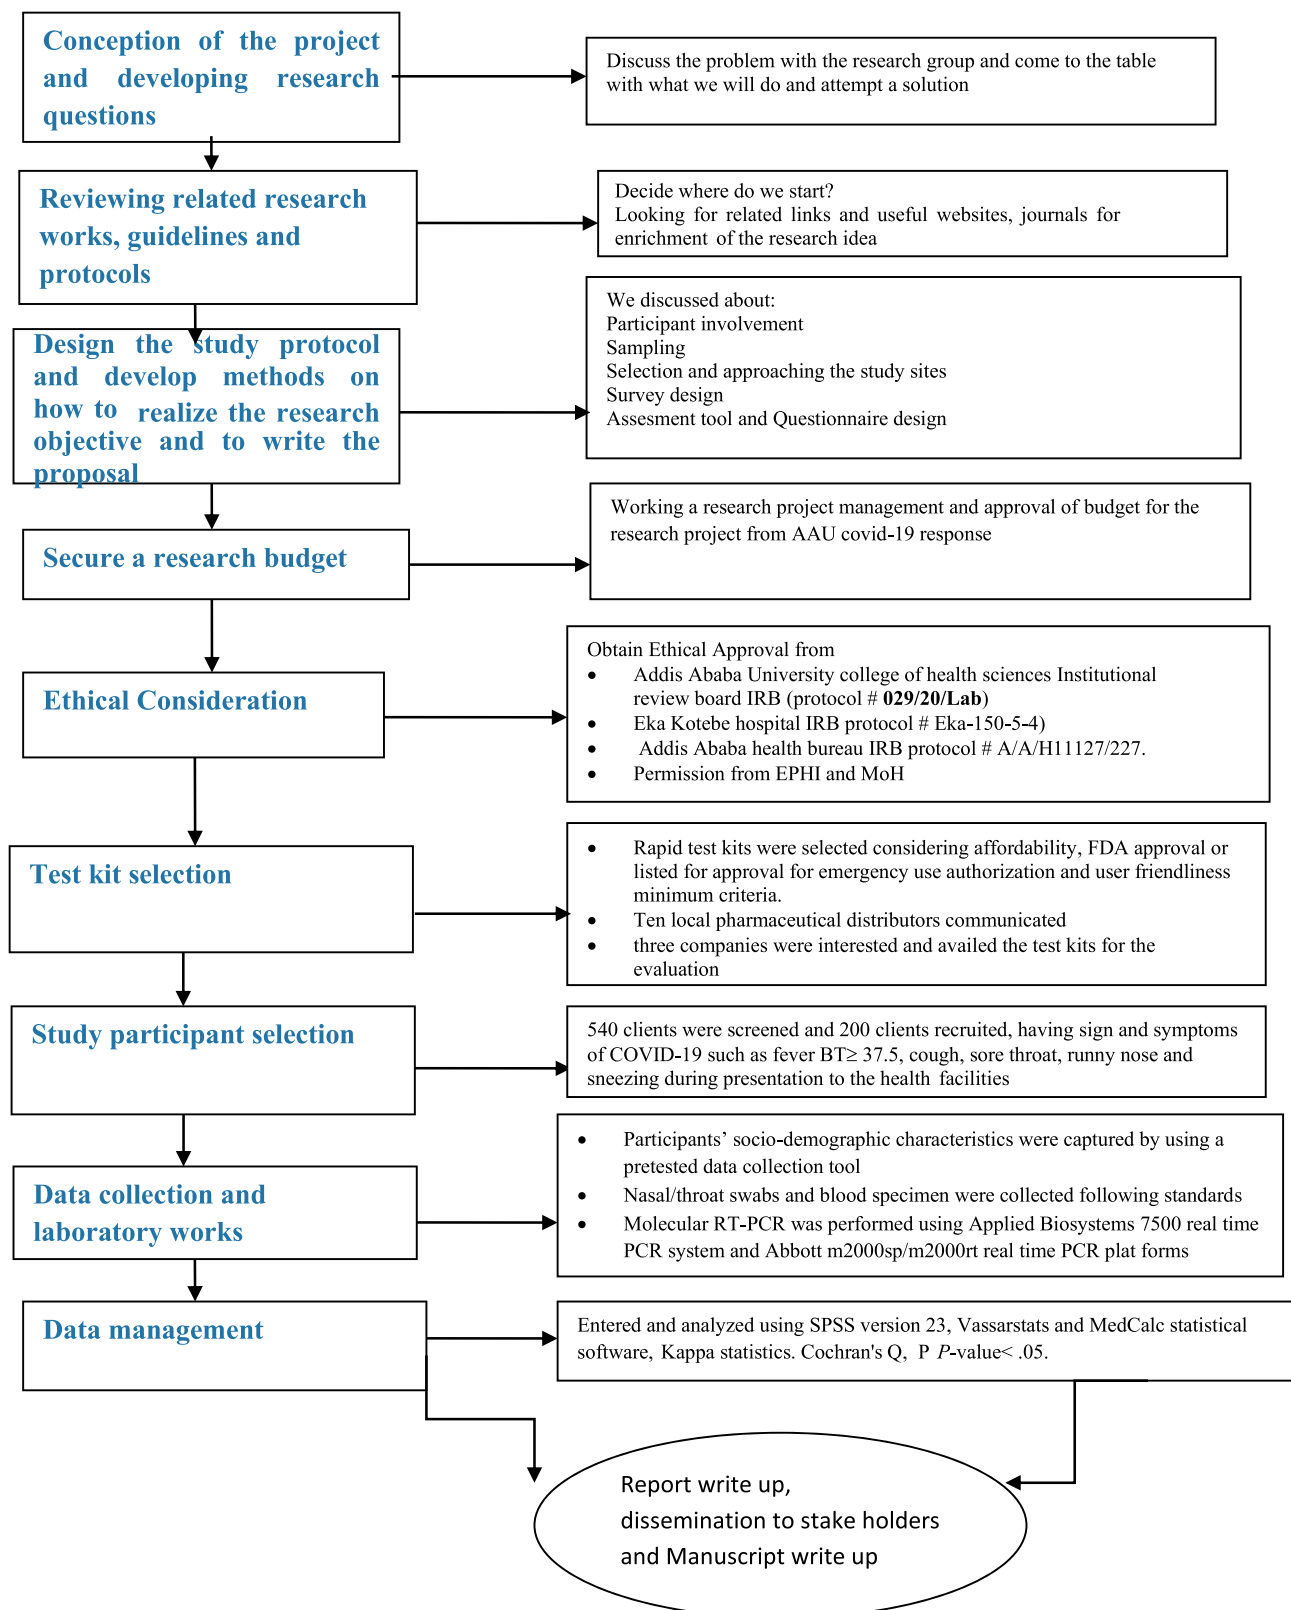 Conception of the project
and developing research
questions
Discuss the problem with the research group and come to the table
with what we will do and attempt a solution
Reviewing related research
works, guidelines and
protocols
Decide where do we start?
Looking for related links and useful websites, journals for
enrichment of the research idea
Design the study protocol
and develop methods on
how to realize the research
objective and to write the
proposal
We discussed about:
Participant involvement
Sampling
Selection and approaching the study sites
Survey design
Assesment tool and Questionnaire design
Secure a research budget
Working a research project management and approval of budget for the
research project from AAU covid-19 response
Ethical Consideration
Obtain Ethical Approval from
• Addis Ababa University college of health sciences Institutional
review board IRB (protocol # 029/20/Lab)
• Eka Kotebe hospital IRB protocol # Eka-150-5-4)
• Addis Ababa health bureau IRB protocol # A/A/H11127/227.
• Permission from EPHI and MoH
Test kit selection
• Rapid test kits were selected considering affordability, FDA approval or
listed for approval for emergency use authorization and user friendliness
minimum criteria.
• Ten local pharmaceutical distributors communicated
• three companies were interested and availed the test kits for the
evaluation
Study participant selection
540 clients were screened and 200 clients recruited, having sign and symptoms
of COVID-19 such as fever BT≥ 37.5, cough, sore throat, runny nose and
sneezing during presentation to the health facilities
Data collection and
laboratory works
• Participants’ socio-demographic characteristics were captured by using a
pretested data collection tool
• Nasal/throat swabs and blood specimen were collected following standards
• Molecular RT-PCR was performed using Applied Biosystems 7500 real time
PCR system and Abbott m2000sp/m2000rt real time PCR plat forms
Data management
Entered and analyzed using SPSS version 23, Vassarstats and MedCalc statistical
software, Kappa statistics. Cochran's Q, P P-value< .05.
Report write up,
dissemination to stake holders
and Manuscript write up